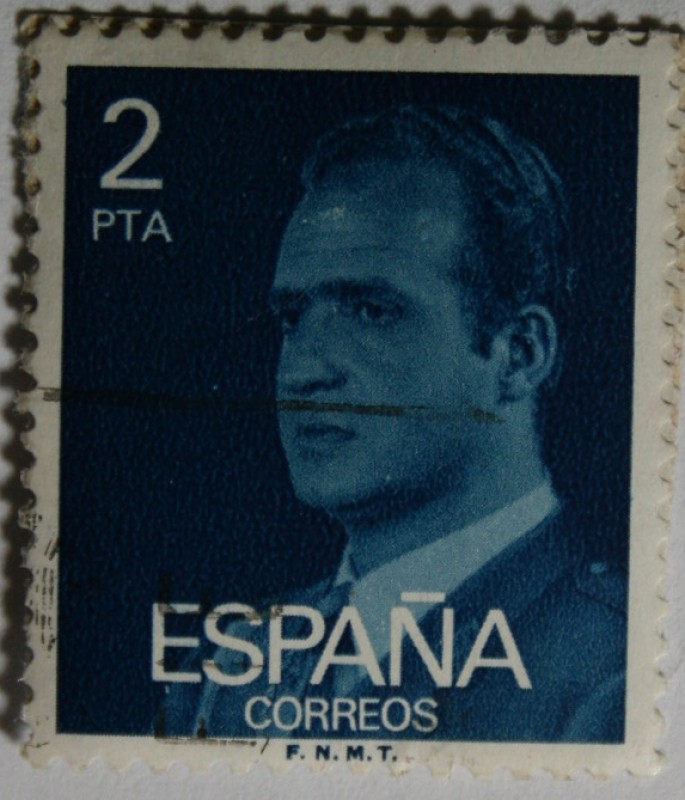 2
PTA
ESPAÑA
CORREOS
F. N. M. T.